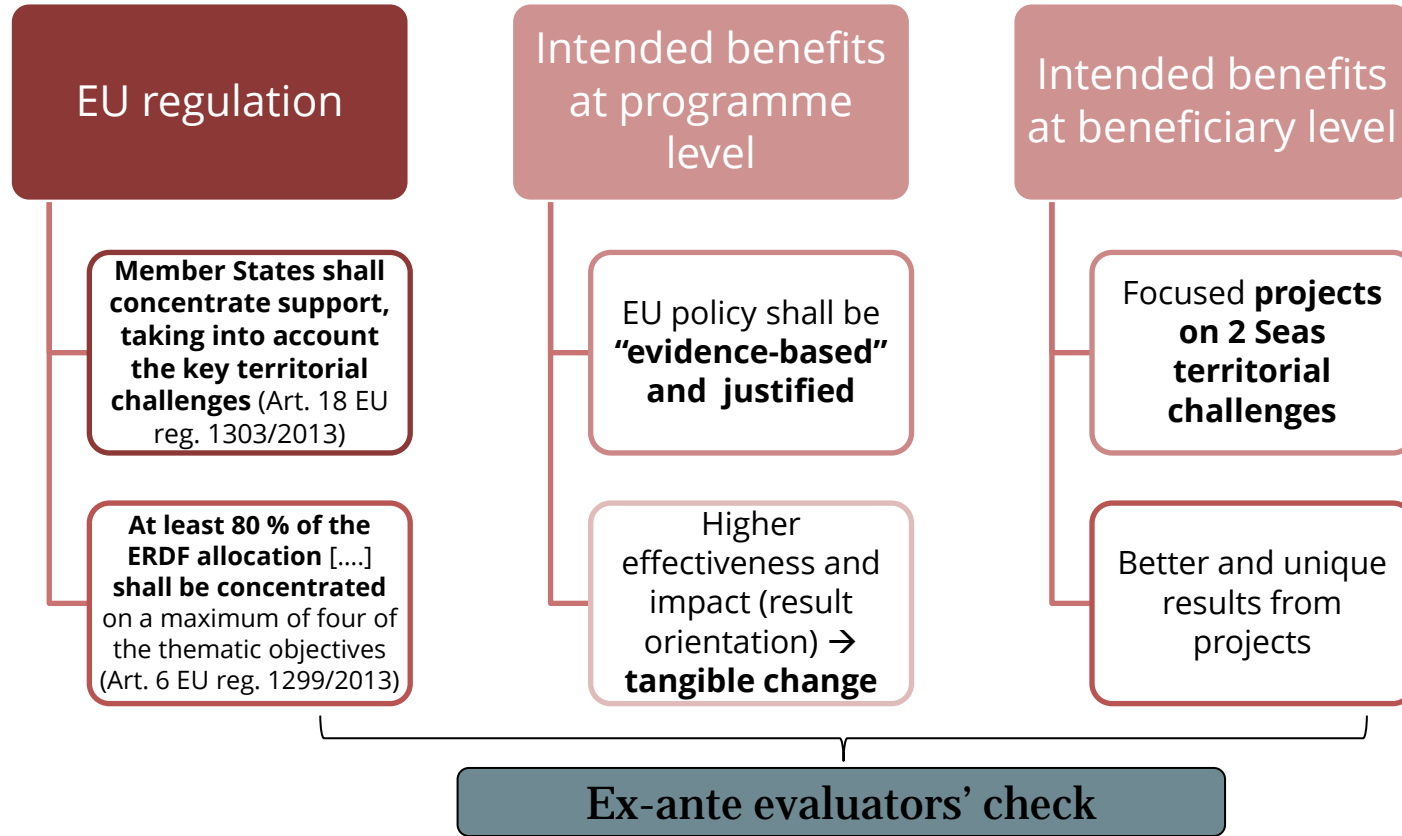 EU regulation
Member States shall
concentrate support,
taking into account
the key territorial
challenges (Art. 18 EU
reg. 1303/2013)
At least 80 % of the
ERDF allocation [....]
shall be concentrated
on a maximum of four of
the thematic objectives
(Art. 6 EU reg. 1299/2013)
Intended benefits
at programme
level
EU policy shall be
“evidence-based”
and justified
Higher
effectiveness and
impact (result
orientation) →
tangible change
Intended benefits
at beneficiary level
Focused projects
on 2 Seas
territorial
challenges
Better and unique
results from
projects
Ex-ante evaluators’ check